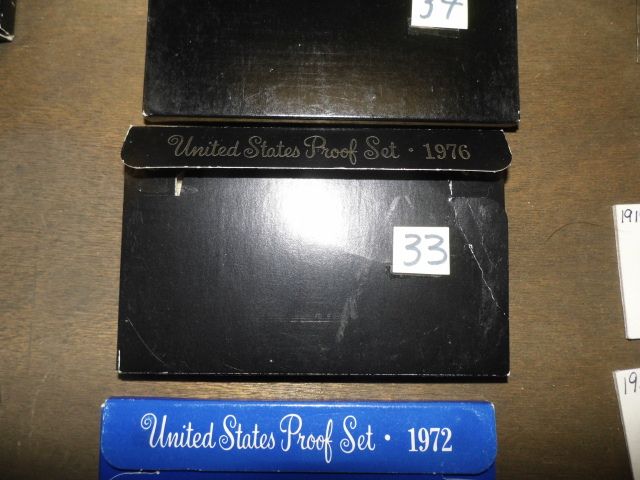 34
United States Proof Set • 1976
33
United States Proof Set • 1972